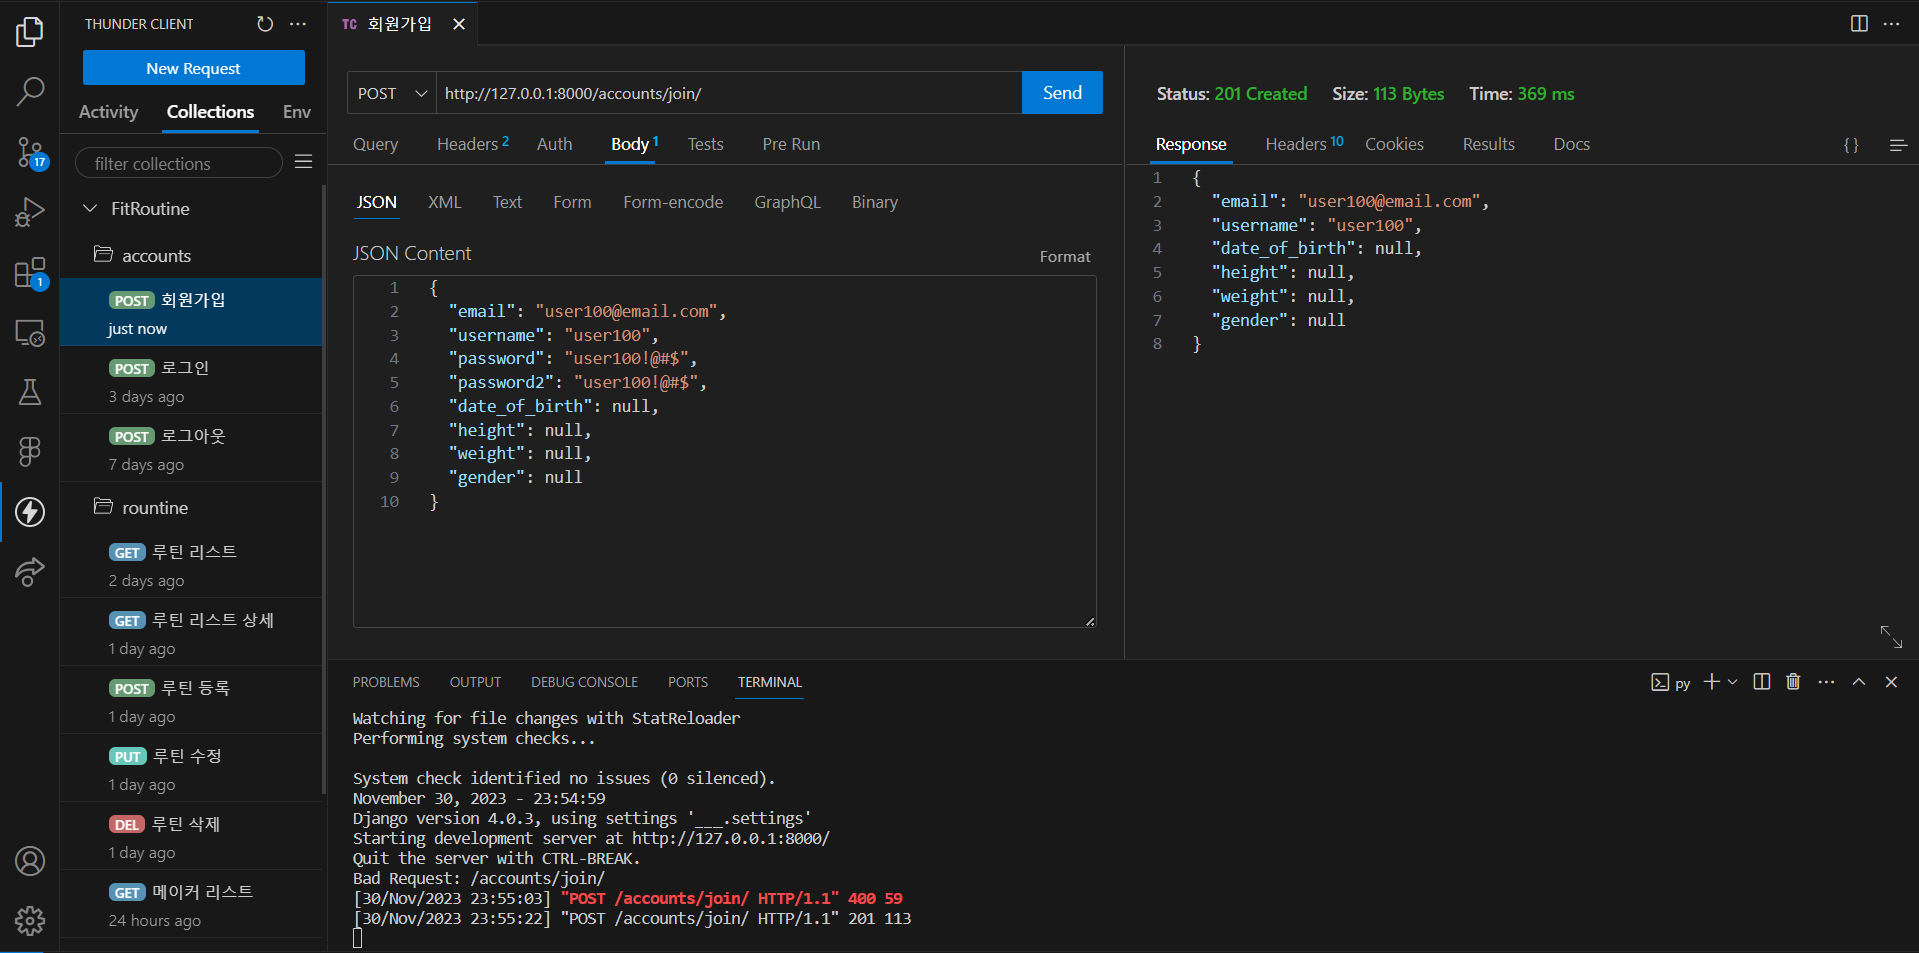 THUNDER CLIENT
New Request
Activity Collections Env
filter collections
FitRoutine
accounts
POST 회원가입
just now
POST 로그인
3 days ago
POST 로그아웃
7 days ago
rountine
GET 루틴 리스트
2 days ago
GET 루틴 리스트 상세
1 day ago
POST 루틴 등록
1 day ago
PUT 루틴 수정
1 day ago
DEL 루틴 삭제
1 day ago
GET 메이커 리스트
24 hours ago
17
1
TC 회원가입
POST http://127.0.0.1:8000/accounts/join/ Send
Query Headers 2 Auth Body 1 Tests Pre Run
JSON XML Text Form Form-encode GraphQL Binary
JSON Content Format
1 {
2 "email": "user100@email.com",
3 "username": "user100",
4 "password": "user100!@#$",
5 "password2": "user100!@#$",
6 "date_of_birth": null,
7 "height": null,
8 "weight": null,
9 "gender": null
10 }
Status: 201 Created Size: 113 Bytes Time: 369 ms
Response Headers 10 Cookies Results Docs { }
1 {
2 "email": "user100@email.com",
3 "username": "user100",
4 "date_of_birth": null,
5 "height": null,
6 "weight": null,
7 "gender": null
8 }
PROBLEMS OUTPUT DEBUG CONSOLE PORTS TERMINAL py
Watching for file changes with StatReloader
Performing system checks...
System check identified no issues (0 silenced).
November 30, 2023 - 23:54:59
Django version 4.0.3, using settings '___.settings'
Starting development server at http://127.0.0.1:8000/
Quit the server with CTRL-BREAK.
Bad Request: /accounts/join/
[30/Nov/2023 23:55:03] "POST /accounts/join/ HTTP/1.1" 400 59
[30/Nov/2023 23:55:22] "POST /accounts/join/ HTTP/1.1" 201 113